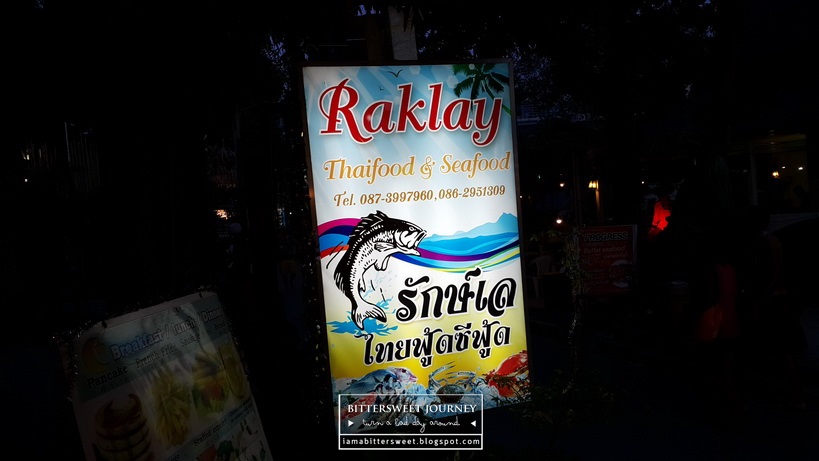 Raklay
Thaifood & Seafood
Tel. 087-3997960, 086-2951309
รักษ์เล
ไทยฟู้ดซีฟู้ด
Breakfast
Pancake
BITTERSWEET JOURNEY
turn a bad day around
iamabittersweet.blogspot.com